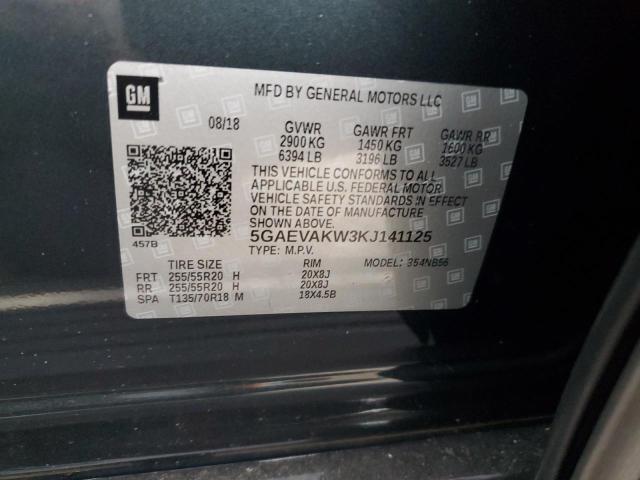 GM
MFD BY GENERAL MOTORS LLC
08/18 GVWR GAWR FRT GAWR RR
2900 KG 1450 KG 1600 KG
6394 LB 3196 LB 3527 LB
THIS VEHICLE CONFORMS TO ALL
APPLICABLE U.S. FEDERAL MOTOR
VEHICLE SAFETY STANDARDS IN EFFECT
ON THE DATE OF MANUFACTURE
SHOWN ABOVE.
5GAEVAKW3KJ141125
457B TYPE: M.P.V. MODEL: 354NB56
TIRE SIZE RIM
FRT 255/55R20 H 20X8J
RR 255/55R20 H 20X8J
SPA T135/70R18 M 18X4.5B